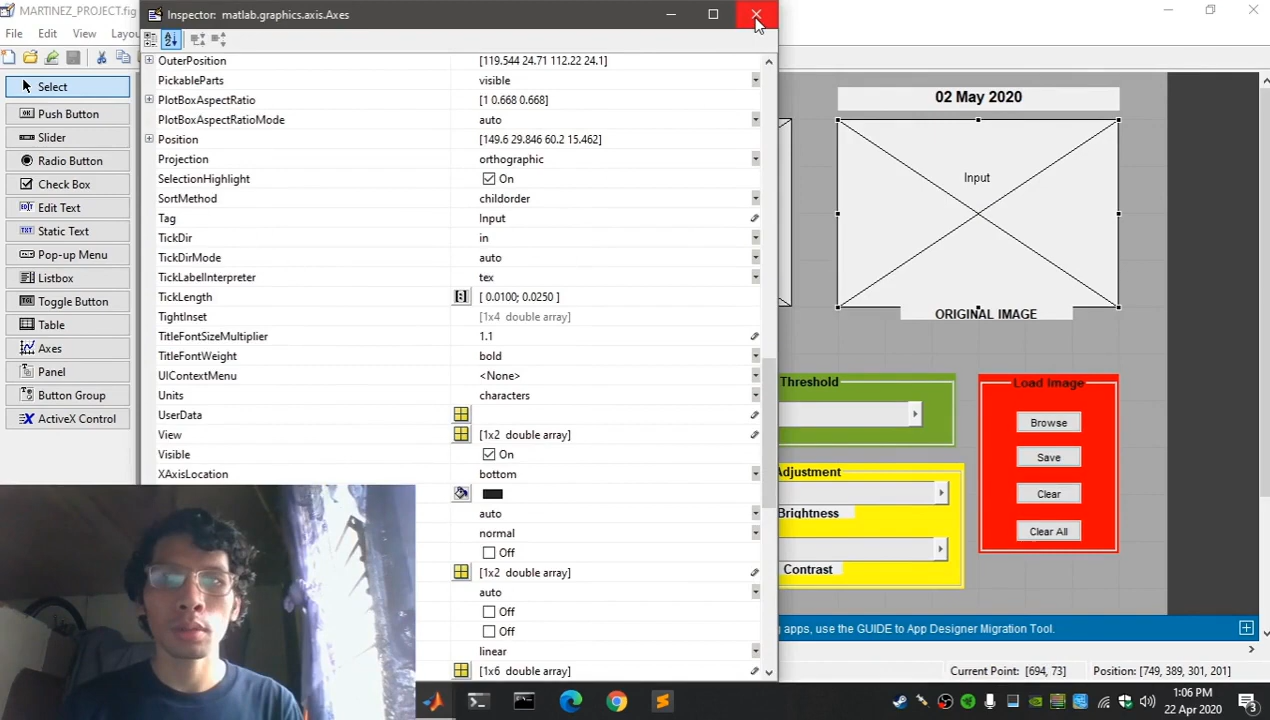 MARTINEZ_PROJECT.fig
Inspector: matlab.graphics.axis.Axes
File Edit View Layou
OuterPosition [119.544 24.71 112.22 24.1]
PickableParts visible
PlotBoxAspectRatio [1 0.668 0.668]
PlotBoxAspectRatioMode auto
Position [149.6 29.846 60.2 15.462]
Projection orthographic
SelectionHighlight On
SortMethod childorder
Tag Input
TickDir in
TickDirMode auto
TickLabelInterpreter tex
TickLength [ 0.0100; 0.0250 ]
TightInset [1x4 double array]
TitleFontSizeMultiplier 1.1
TitleFontWeight bold
UIContextMenu <None>
Units characters
UserData
View [1x2 double array]
Visible On
XAxisLocation bottom
auto
normal
Off
[1x2 double array]
auto
Off
Off
linear
[1x6 double array]
Select
OK Push Button
Slider
Radio Button
Check Box
EDIT Edit Text
TXT Static Text
Pop-up Menu
Listbox
TGL Toggle Button
Table
Axes
Panel
Button Group
ActiveX Control
02 May 2020
Input
ORIGINAL IMAGE
Threshold
Adjustment
Brightness
Contrast
Load Image
Browse
Save
Clear
Clear All
g apps, use the GUIDE to App Designer Migration Tool.
Current Point: [694, 73] Position: [749, 389, 301, 201]
1:06 PM
22 Apr 2020
3